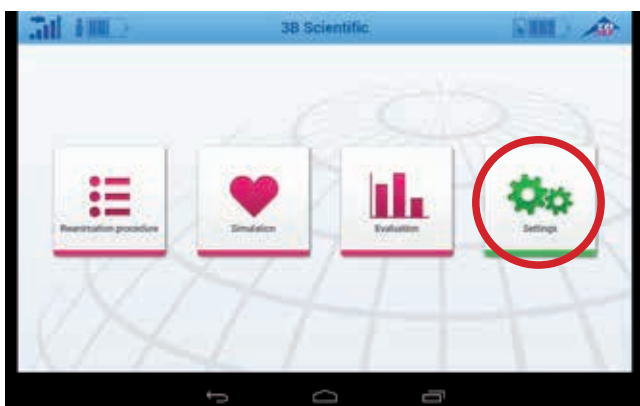 3B Scientific
Reanimation procedure
Simulation
Evaluation
Settings